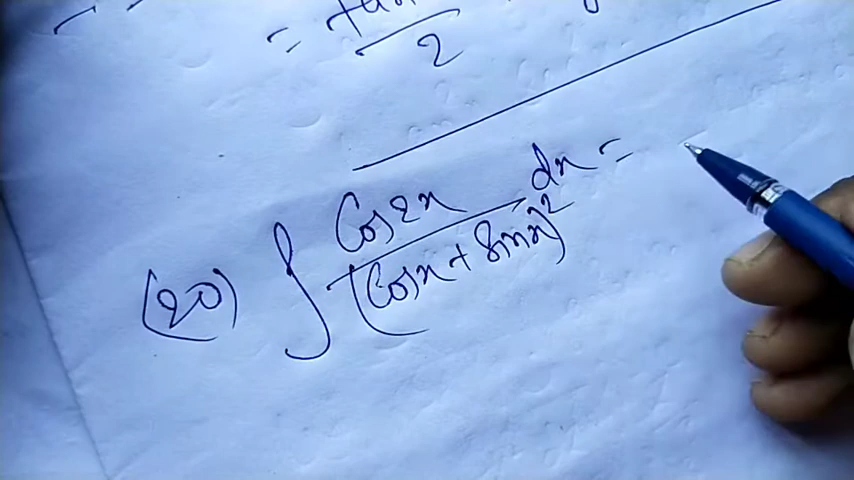 = tan / 2
(20) ∫ Cos2x / (Cosx + Sinx)² dx =